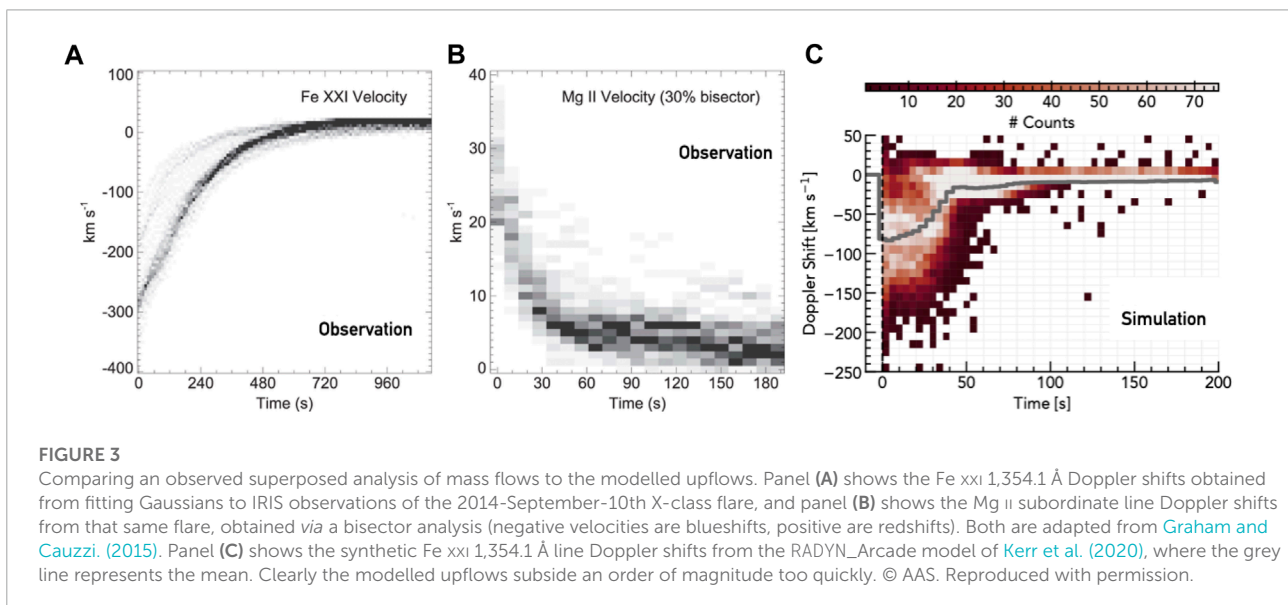 A
B
C
100
0
-100
-200
-300
-400
km s⁻¹
Fe XXI Velocity
Observation
0 240 480 720 960
Time (s)
40
30
20
10
0
km s⁻¹
Mg II Velocity (30% bisector)
Observation
0 30 60 90 120 150 180
Time (s)
10 20 30 40 50 60 70
# Counts
50
0
-50
-100
-150
-200
-250
Doppler Shift [km s⁻¹]
Simulation
0 50 100 150 200
Time [s]
FIGURE 3
Comparing an observed superposed analysis of mass flows to the modelled upflows. Panel (A) shows the Fe XXI 1,354.1 Å Doppler shifts obtained
from fitting Gaussians to IRIS observations of the 2014-September-10th X-class flare, and panel (B) shows the Mg II subordinate line Doppler shifts
from that same flare, obtained via a bisector analysis (negative velocities are blueshifts, positive are redshifts). Both are adapted from Graham and
Cauzzi. (2015). Panel (C) shows the synthetic Fe XXI 1,354.1 Å line Doppler shifts from the RADYN_Arcade model of Kerr et al. (2020), where the grey
line represents the mean. Clearly the modelled upflows subside an order of magnitude too quickly. © AAS. Reproduced with permission.